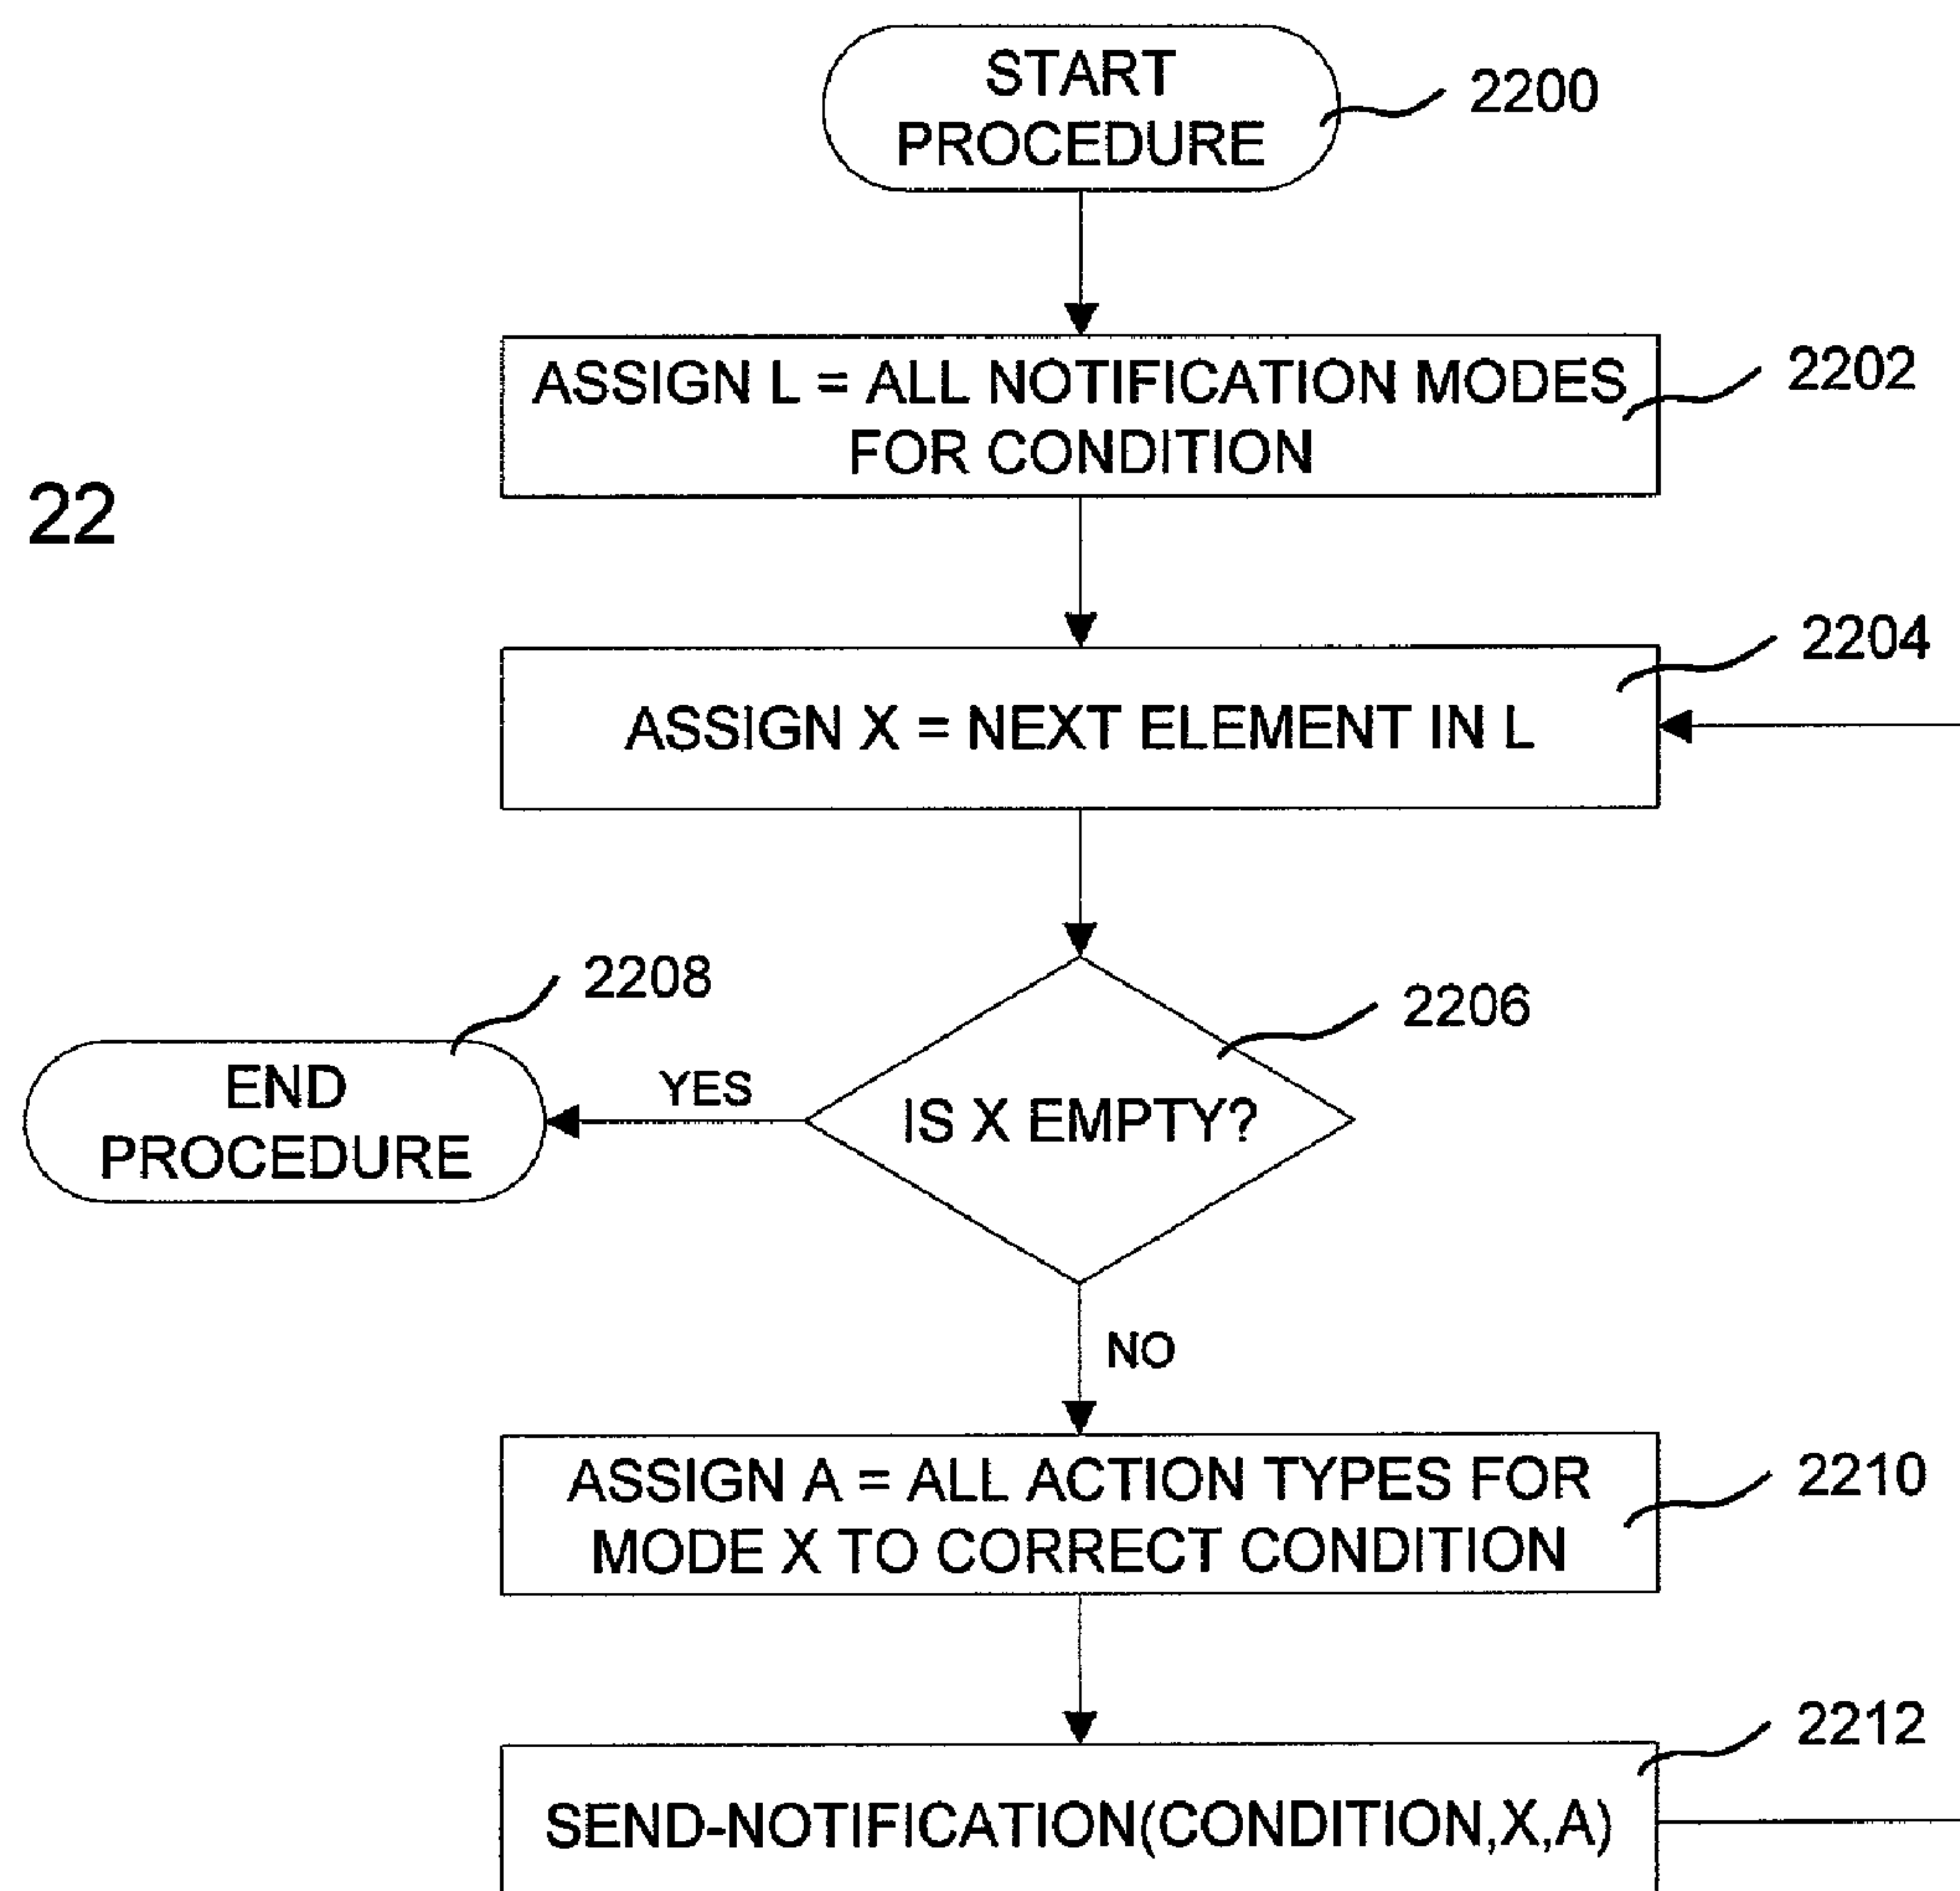 START
PROCEDURE
2200
ASSIGN L = ALL NOTIFICATION MODES
FOR CONDITION
2202
22
ASSIGN X = NEXT ELEMENT IN L
2204
IS X EMPTY?
2206
YES
END
PROCEDURE
2208
NO
ASSIGN A = ALL ACTION TYPES FOR
MODE X TO CORRECT CONDITION
2210
SEND-NOTIFICATION(CONDITION,X,A)
2212